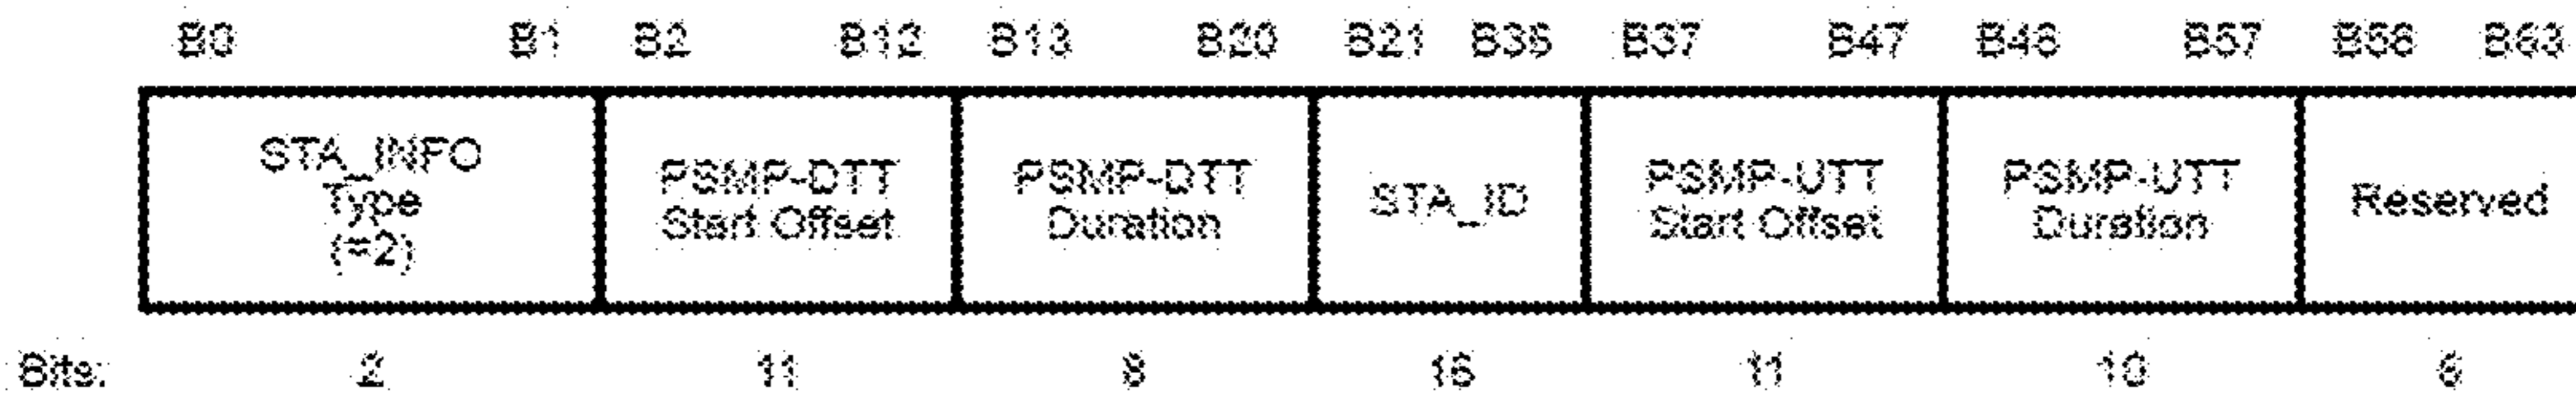 B0 B1 B2 B12 B13 B20 B21 B36 B37 B47 B48 B57 B58 B63
STA_INFO
Type
(=2)
PSMP-DTT
Start Offset
PSMP-DTT
Duration
STA_ID
PSMP-UTT
Start Offset
PSMP-UTT
Duration
Reserved
Bits: 2 11 8 16 11 10 6